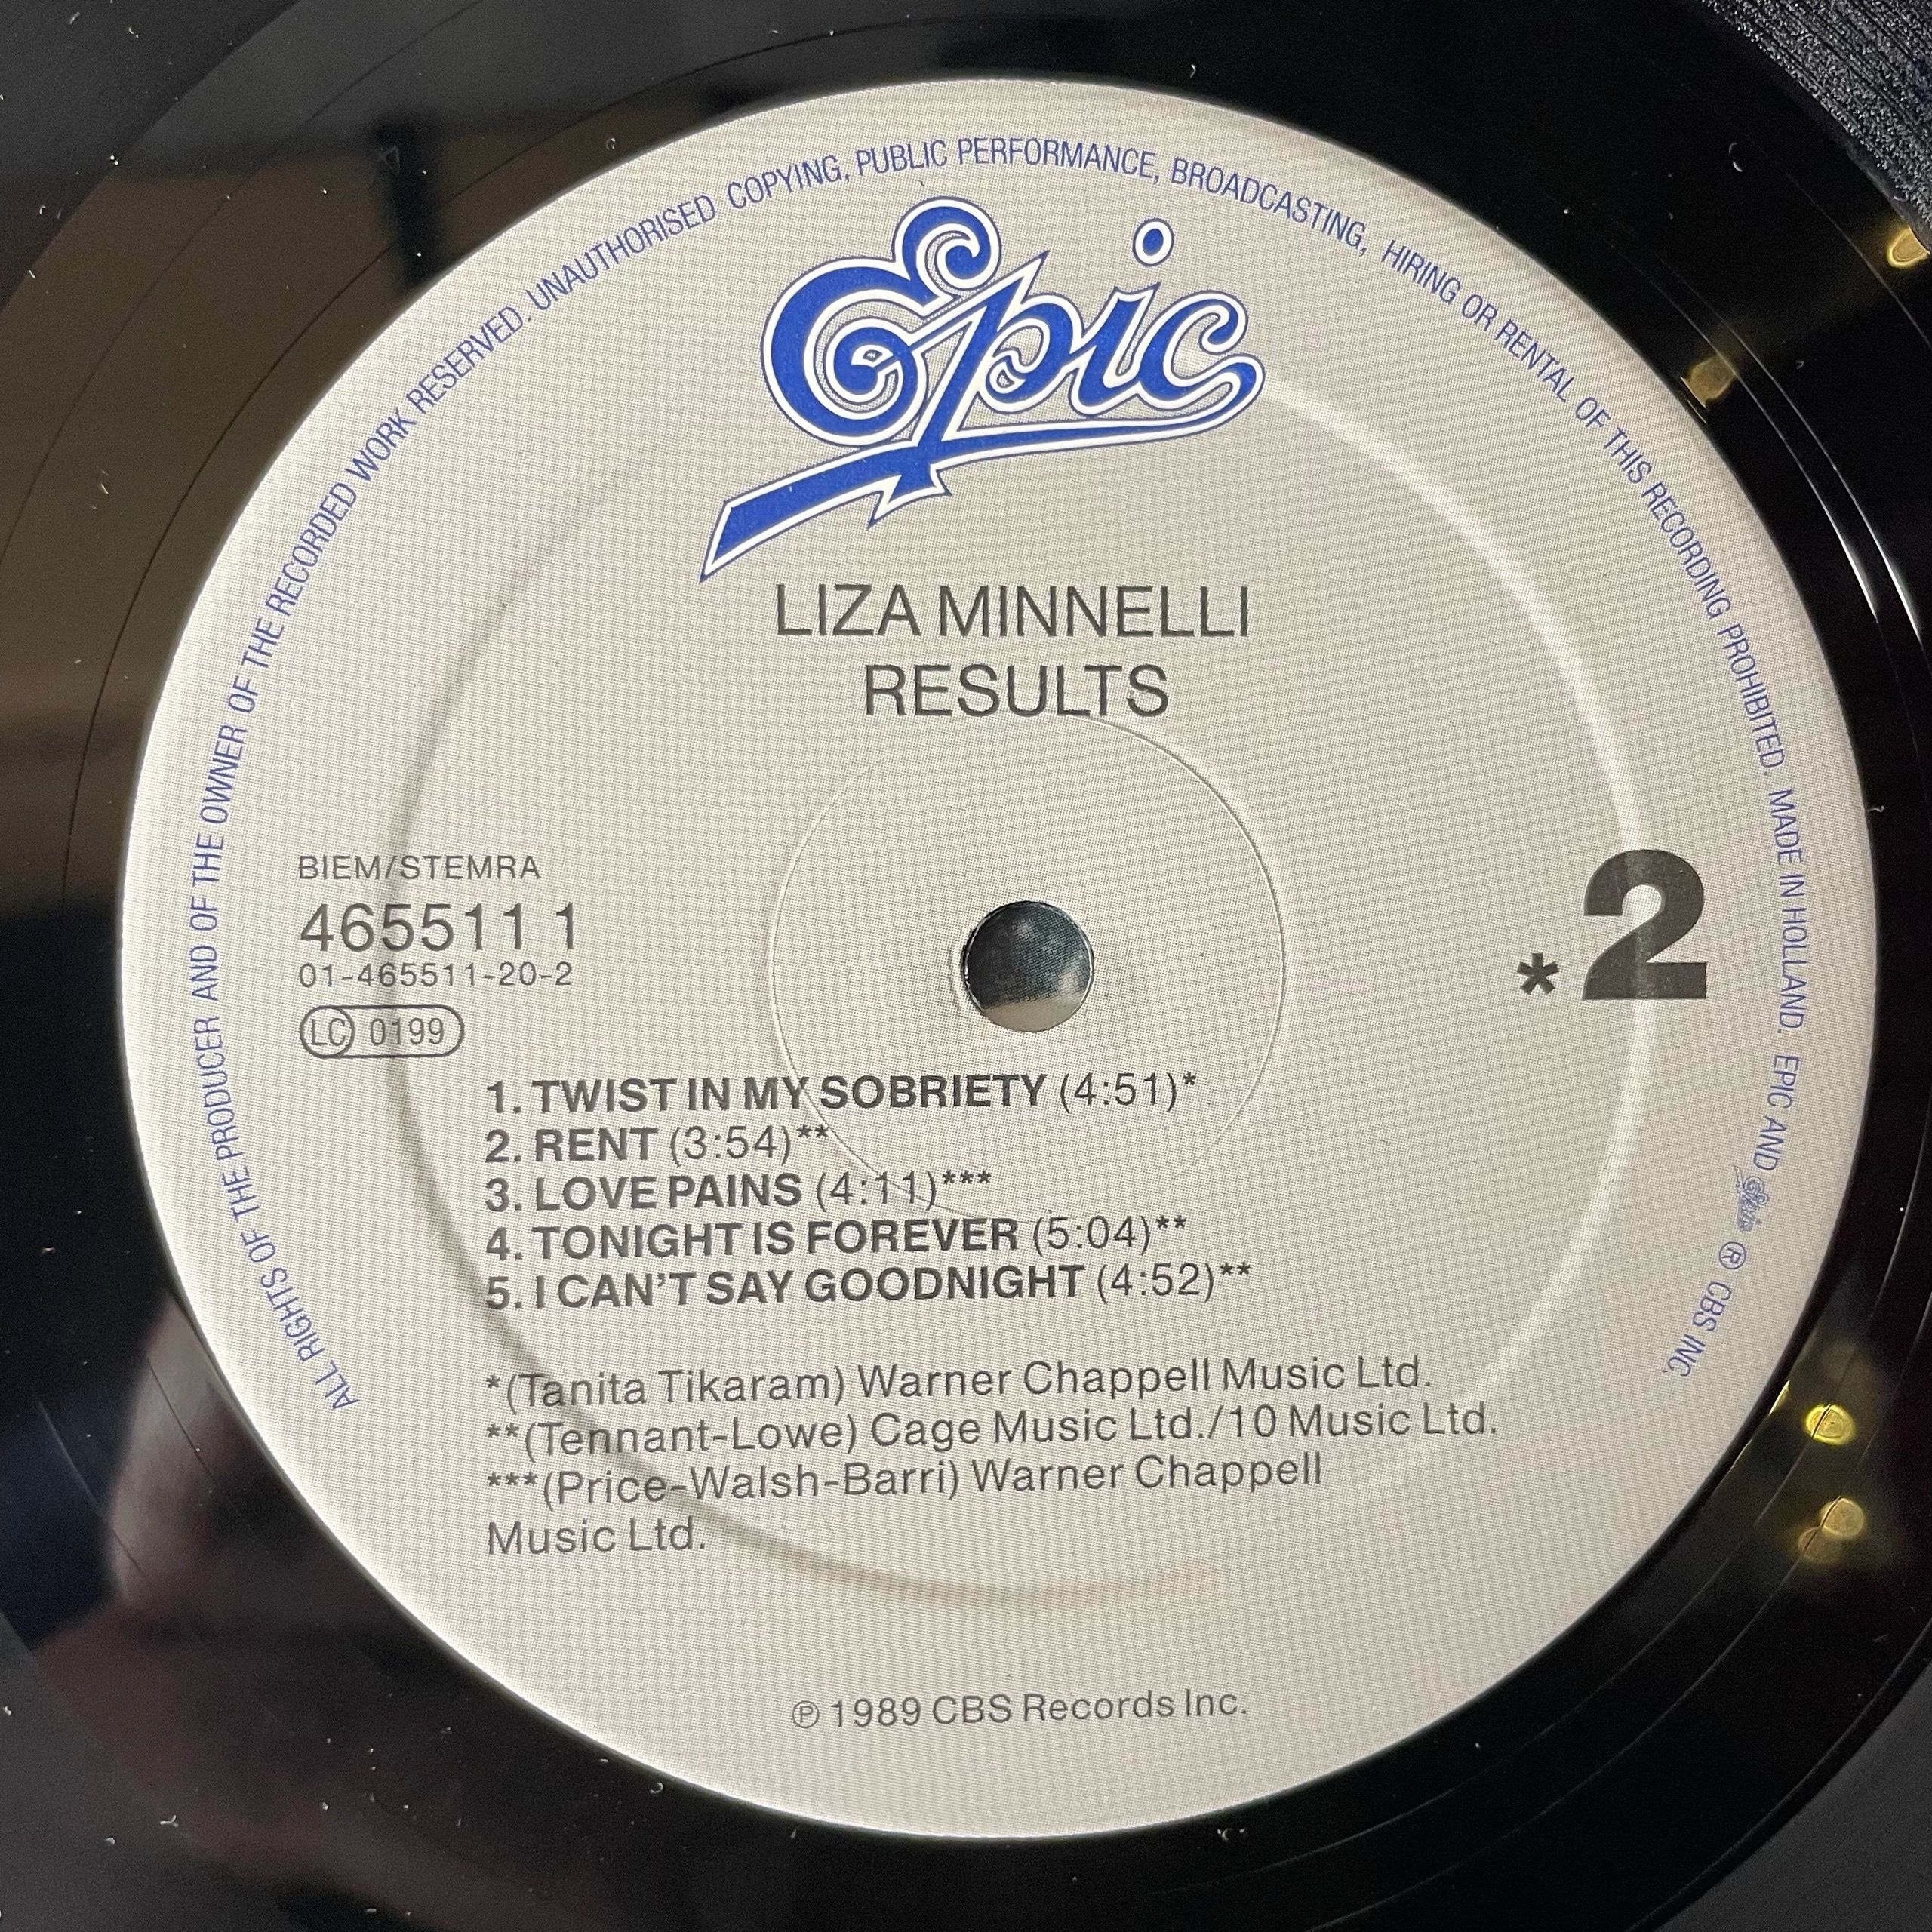 ALL RIGHTS OF THE PRODUCER AND OF THE OWNER OF THE RECORDED WORK RESERVED. UNAUTHORISED COPYING, PUBLIC PERFORMANCE, BROADCASTING, HIRING OR RENTAL OF THIS RECORDING PROHIBITED. MADE IN HOLLAND. EPIC AND Epic ® CBS INC.
Epic
LIZA MINNELLI
RESULTS
BIEM/STEMRA
465511 1
01-465511-20-2
LC 0199
*2
1. TWIST IN MY SOBRIETY (4:51)*
2. RENT (3:54)**
3. LOVE PAINS (4:11)***
4. TONIGHT IS FOREVER (5:04)**
5. I CAN'T SAY GOODNIGHT (4:52)**
*(Tanita Tikaram) Warner Chappell Music Ltd.
**(Tennant-Lowe) Cage Music Ltd./10 Music Ltd.
***(Price-Walsh-Barri) Warner Chappell
Music Ltd.
℗ 1989 CBS Records Inc.